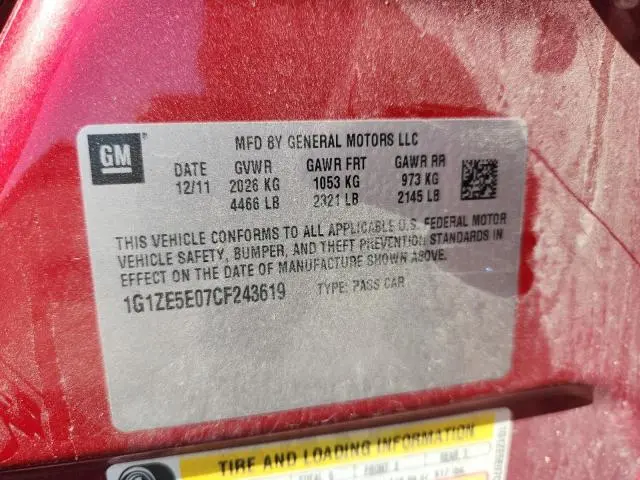 GM
MFD BY GENERAL MOTORS LLC
DATE GVWR GAWR FRT GAWR RR
12/11 2026 KG 1053 KG 973 KG
4466 LB 2321 LB 2145 LB
THIS VEHICLE CONFORMS TO ALL APPLICABLE U.S. FEDERAL MOTOR
VEHICLE SAFETY, BUMPER, AND THEFT PREVENTION STANDARDS IN
EFFECT ON THE DATE OF MANUFACTURE SHOWN ABOVE.
1G1ZE5E07CF243619 TYPE: PASS CAR
TIRE AND LOADING INFORMATION